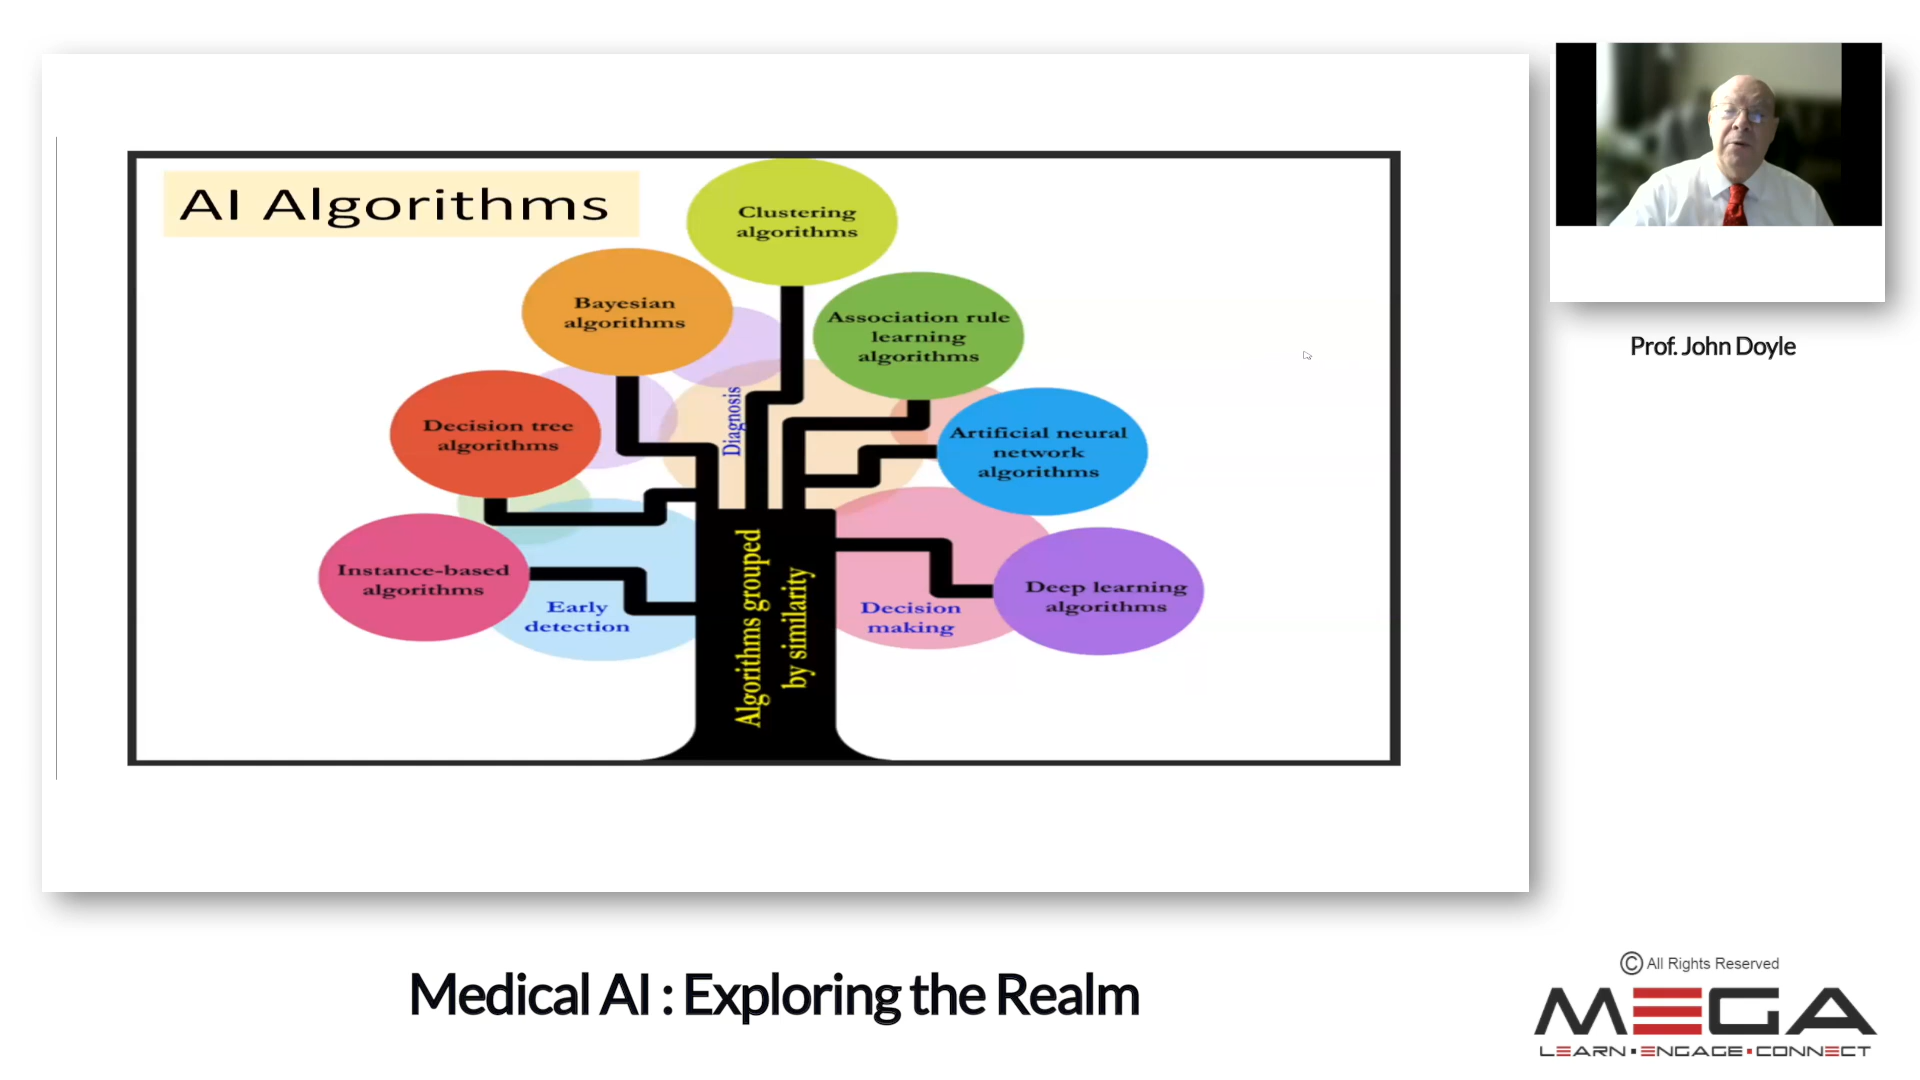 AI Algorithms
Clustering
algorithms
Bayesian
algorithms
Association rule
learning
algorithms
Diagnosis
Decision tree
algorithms
Artificial neural
network
algorithms
Instance-based
algorithms
Early
detection
Algorithms grouped
by similarity
Decision
making
Deep learning
algorithms
Prof. John Doyle
Medical AI : Exploring the Realm
© All Rights Reserved
MEGA
LEARN ▪ ENGAGE ▪ CONNECT